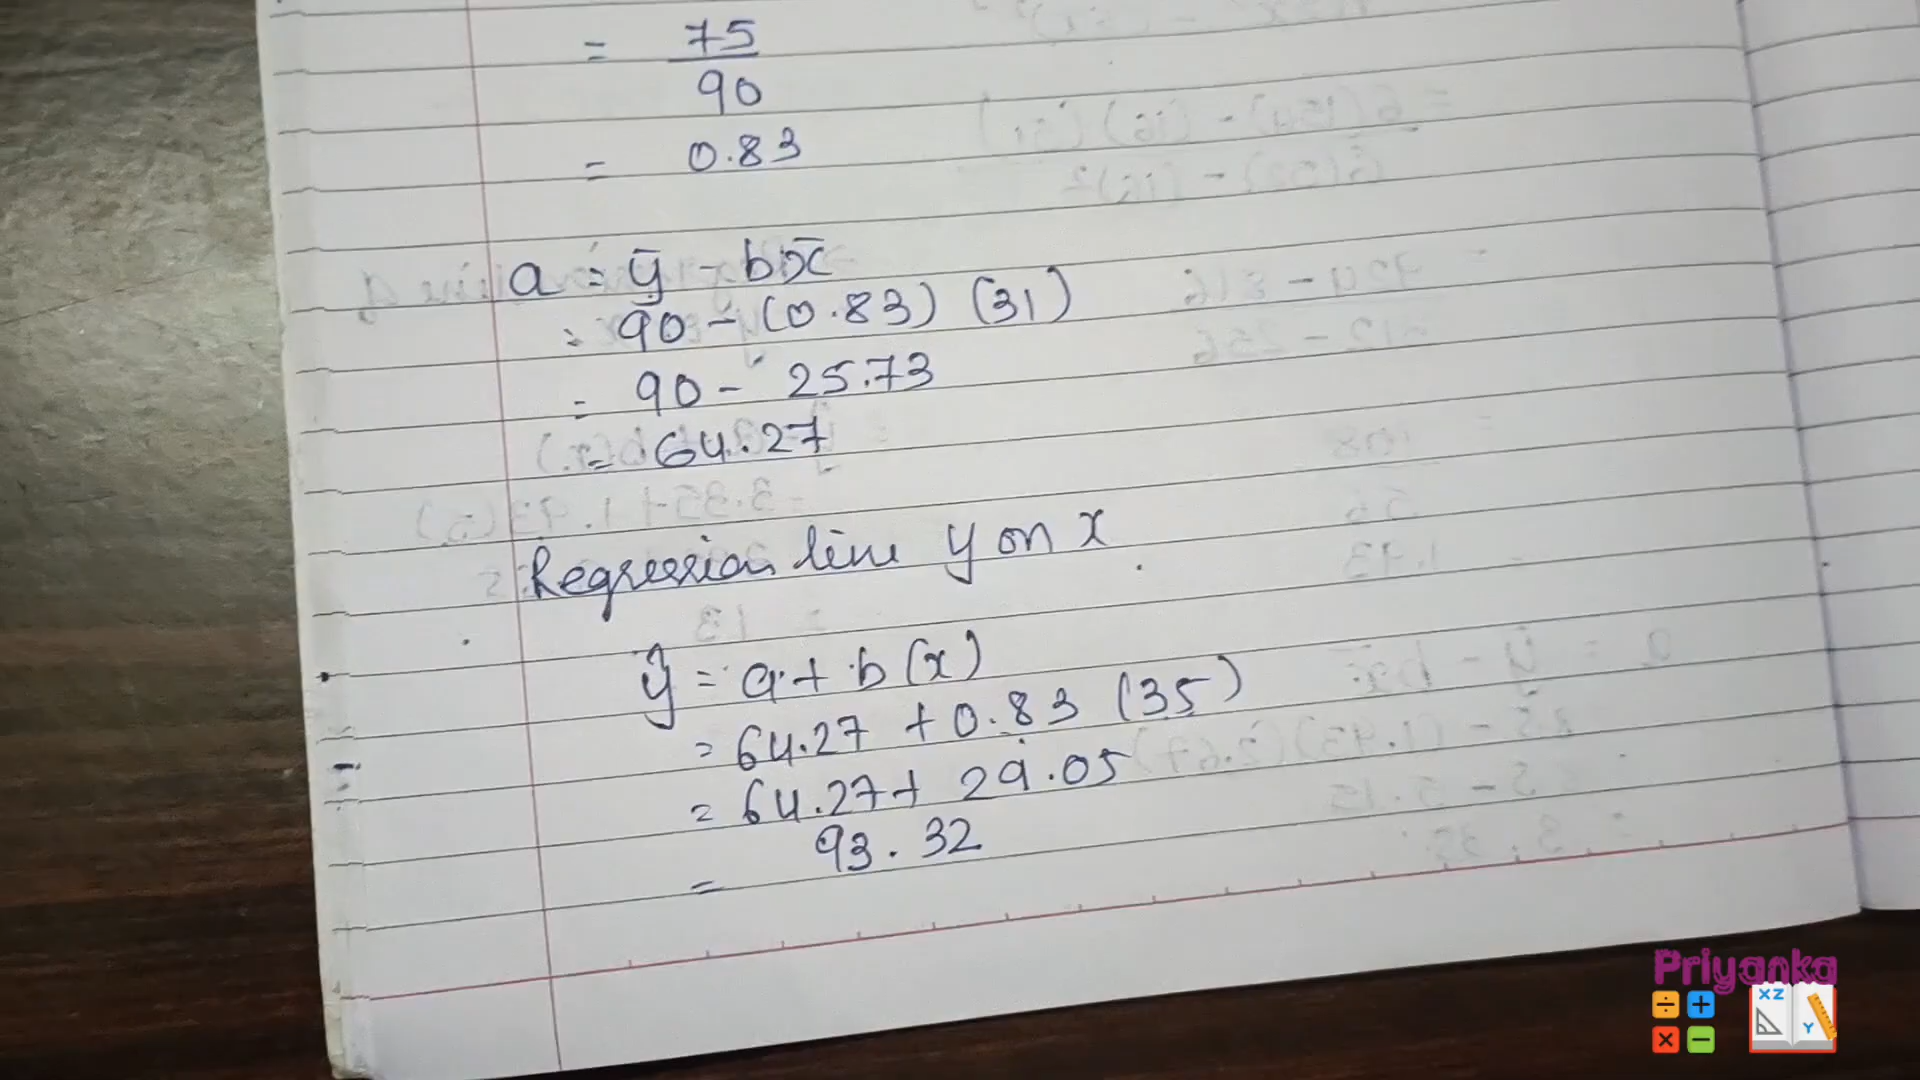 = 75
90
= 0.83
a = ȳ - bx̄
= 90 - (0.83) (31)
= 90 - 25.73
= 64.27
Regression line y on x
ŷ = a + b (x)
= 64.27 + 0.83 (35)
= 64.27 + 29.05
= 93.32
Priyanka
XZ
Y